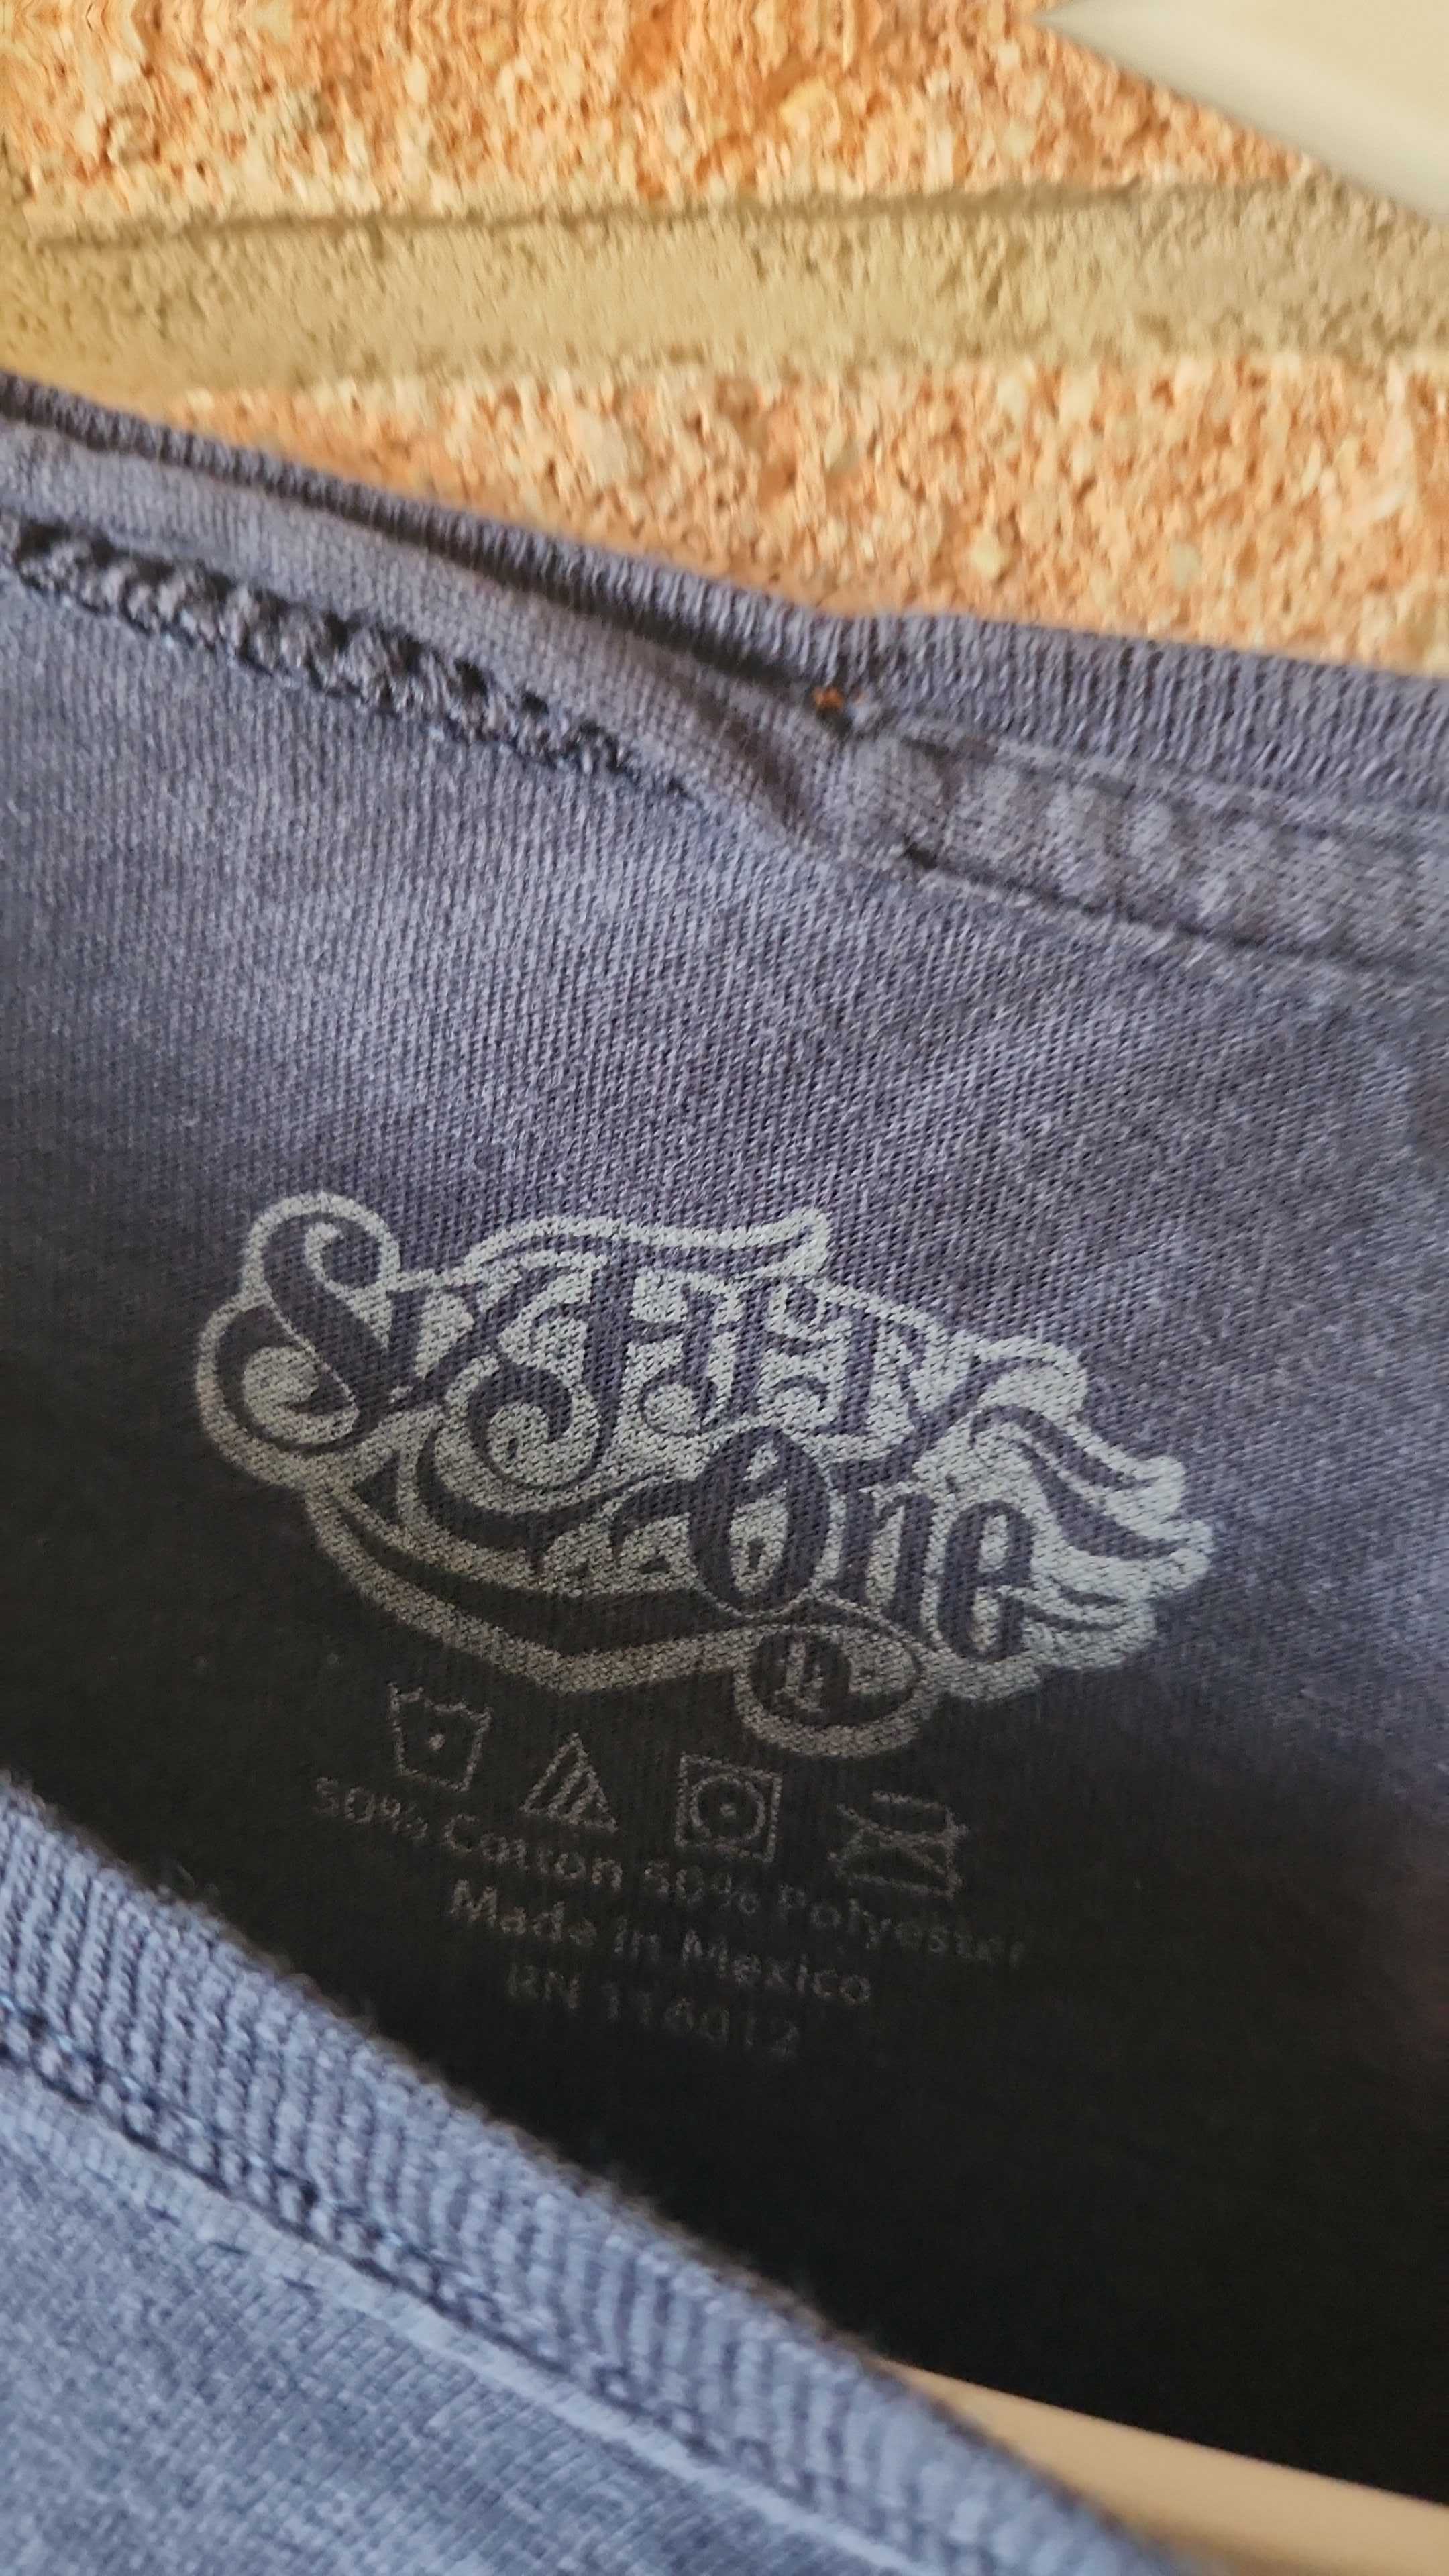 Sixty
One
L
50% Cotton 50% Polyester
Made in Mexico
RN 116012